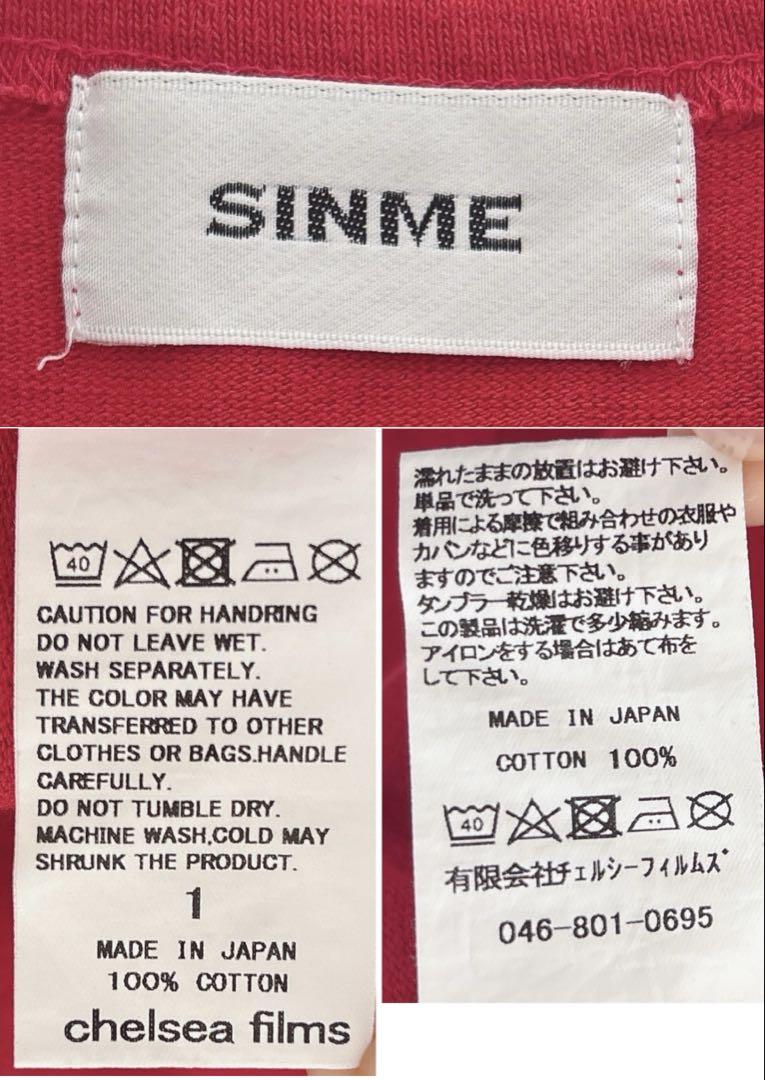 SINME
40
CAUTION FOR HANDRING
DO NOT LEAVE WET.
WASH SEPARATELY.
THE COLOR MAY HAVE
TRANSFERRED TO OTHER
CLOTHES OR BAGS.HANDLE
CAREFULLY.
DO NOT TUMBLE DRY.
MACHINE WASH,COLD MAY
SHRUNK THE PRODUCT.
1
MADE IN JAPAN
100% COTTON
chelsea films
濡れたままの放置はお避け下さい。
単品で洗って下さい。
着用による摩擦で組み合わせの衣服や
カバンなどに色移りする事があり
ますのでご注意下さい。
タンブラー乾燥はお避け下さい。
この製品は洗濯で多少縮みます。
アイロンをする場合はあて布を
して下さい。
MADE IN JAPAN
COTTON 100%
40
有限会社ﾁｪﾙｼｰﾌｨﾙﾑｽﾞ
046-801-0695